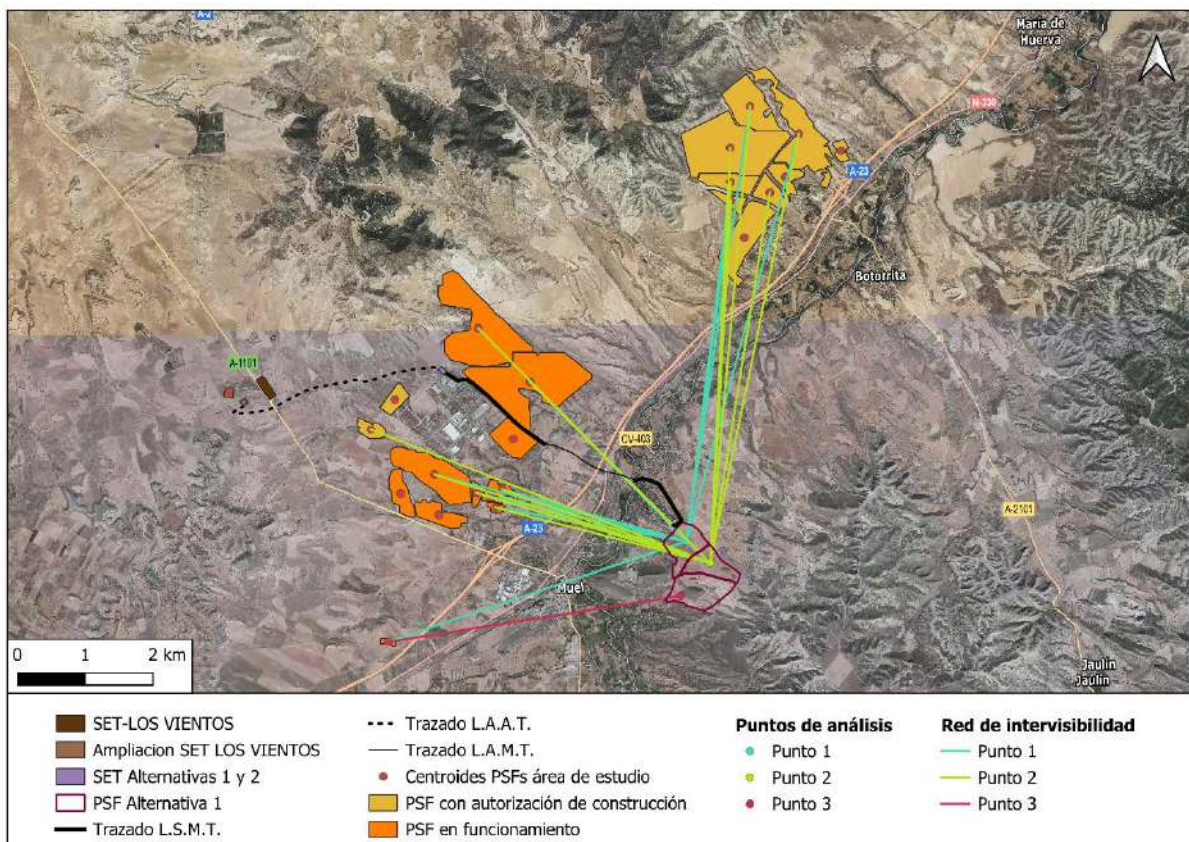 A-2
María de
Huerva
N-330
A-23
Botorrita
A-1101
CV-403
A-2101
A-23
Muel
Jaulín
Jaulín
0 1 2 km
SET-LOS VIENTOS
Ampliacion SET LOS VIENTOS
SET Alternativas 1 y 2
PSF Alternativa 1
Trazado L.S.M.T.
Trazado L.A.A.T.
Trazado L.A.M.T.
Centroides PSFs área de estudio
PSF con autorización de construcción
PSF en funcionamiento
Puntos de análisis
Punto 1
Punto 2
Punto 3
Red de intervisibilidad
Punto 1
Punto 2
Punto 3